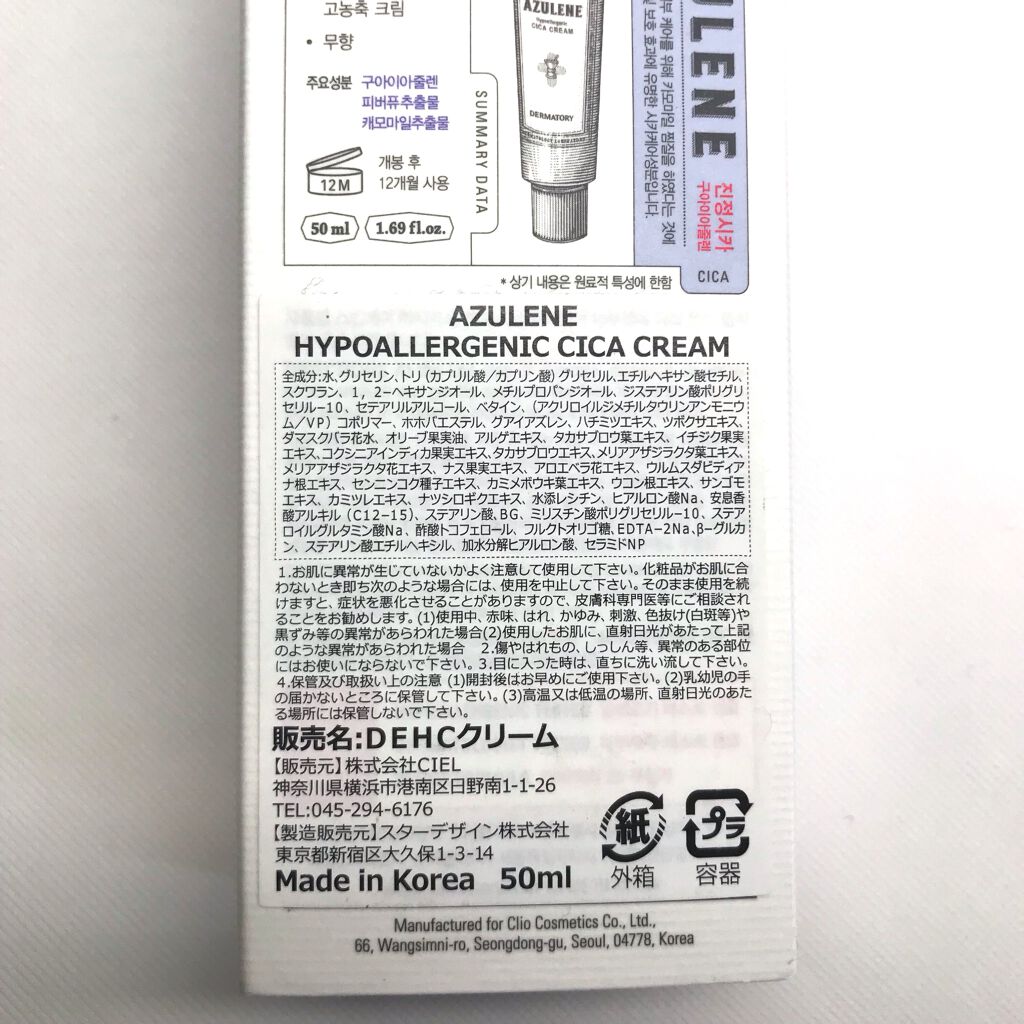 고농축 크림
• 무향
주요성분 구아이아줄렌
피버퓨추출물
캐모마일추출물
12M
개봉 후
12개월 사용
50 ml
1.69 fl.oz.
SUMMARY DATA
AZULENE
Hypoallergenic
CICA CREAM
DERMATORY
ULENE
부 케어를 위해 카모마일 찜질을 하였다는 것에
및 보호 효과에 유명한 시카케어성분입니다.
진정시카
구아이아줄렌
CICA
* 상기 내용은 원료적 특성에 한함
AZULENE
HYPOALLERGENIC CICA CREAM
全成分:水、グリセリン、トリ（カプリル酸／カプリン酸）グリセリル、エチルヘキサン酸セチル、
スクワラン、1，2－ヘキサンジオール、メチルプロパンジオール、ジステアリン酸ポリグリ
セリル－10、セテアリルアルコール、ベタイン、（アクリロイルジメチルタウリンアンモニウ
ム／VP）コポリマー、ホホバエステル、グアイアズレン、ハチミツエキス、ツボクサエキス、
ダマスクバラ花水、オリーブ果実油、アルゲエキス、タカサブロウ葉エキス、イチジク果実
エキス、コクシニアインディカ果実エキス、タカサブロウエキス、メリアアザジラクタ葉エキス、
メリアアザジラクタ花エキス、ナス果実エキス、アロエベラ花エキス、ウルムスダビディア
ナ根エキス、センニンコク種子エキス、カミメボウキ葉エキス、ウコン根エキス、サンゴモ
エキス、カミツレエキス、ナツシロギクエキス、水添レシチン、ヒアルロン酸Na、安息香
酸アルキル（C12－15）、ステアリン酸、BG、ミリスチン酸ポリグリセリル－10、ステア
ロイルグルタミン酸Na、酢酸トコフェロール、フルクトオリゴ糖、EDTA－2Na、β－グルカ
ン、ステアリン酸エチルヘキシル、加水分解ヒアルロン酸、セラミドNP
1.お肌に異常が生じていないかよく注意して使用して下さい。化粧品がお肌に合
わないとき即ち次のような場合には、使用を中止して下さい。そのまま使用を続
けますと、症状を悪化させることがありますので、皮膚科専門医等にご相談され
ることをお勧めします。(1)使用中、赤味、はれ、かゆみ、刺激、色抜け(白斑等)や
黒ずみ等の異常があらわれた場合(2)使用したお肌に、直射日光があたって上記
のような異常があらわれた場合 2.傷やはれもの、しっしん等、異常のある部位
にはお使いにならないで下さい。3.目に入った時は、直ちに洗い流して下さい。
4.保管及び取扱い上の注意 (1)開封後はお早めにご使用下さい。(2)乳幼児の手
の届かないところに保管して下さい。(3)高温又は低温の場所、直射日光のあた
る場所には保管しないで下さい。
販売名:DEHCクリーム
【販売元】株式会社CIEL
神奈川県横浜市港南区日野南1-1-26
TEL:045-294-6176
【製造販売元】スターデザイン株式会社
東京都新宿区大久保1-3-14
Made in Korea 50ml
紙
外箱
プラ
容器
Manufactured for Clio Cosmetics Co., Ltd.,
66, Wangsimni-ro, Seongdong-gu, Seoul, 04778, Korea